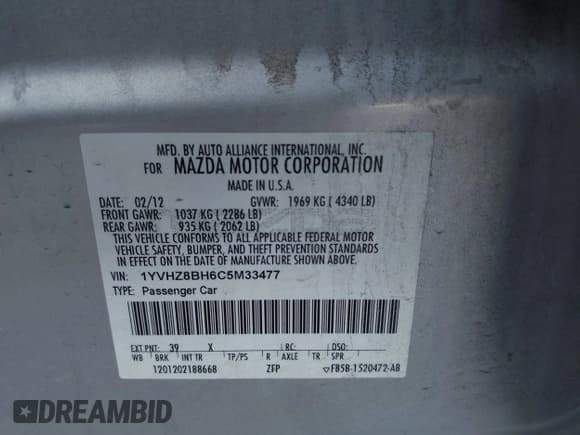 MFD. BY AUTO ALLIANCE INTERNATIONAL, INC.
FOR MAZDA MOTOR CORPORATION
MADE IN U.S.A.
DATE: 02/12 GVWR: 1969 KG ( 4340 LB)
FRONT GAWR: 1037 KG ( 2286 LB)
REAR GAWR: 935 KG ( 2062 LB)
THIS VEHICLE CONFORMS TO ALL APPLICABLE FEDERAL MOTOR
VEHICLE SAFETY, BUMPER, AND THEFT PREVENTION STANDARDS
IN EFFECT ON THE DATE OF MANUFACTURE SHOWN ABOVE.
VIN: 1YVHZ8BH6C5M33477
TYPE: Passenger Car
EXT PNT: 39 X RC: DSO:
WB BRK INT TR TP/PS R AXLE TR SPR
1201202188668 ZFP ▽FB5B-1520472-AB
DREAMBID